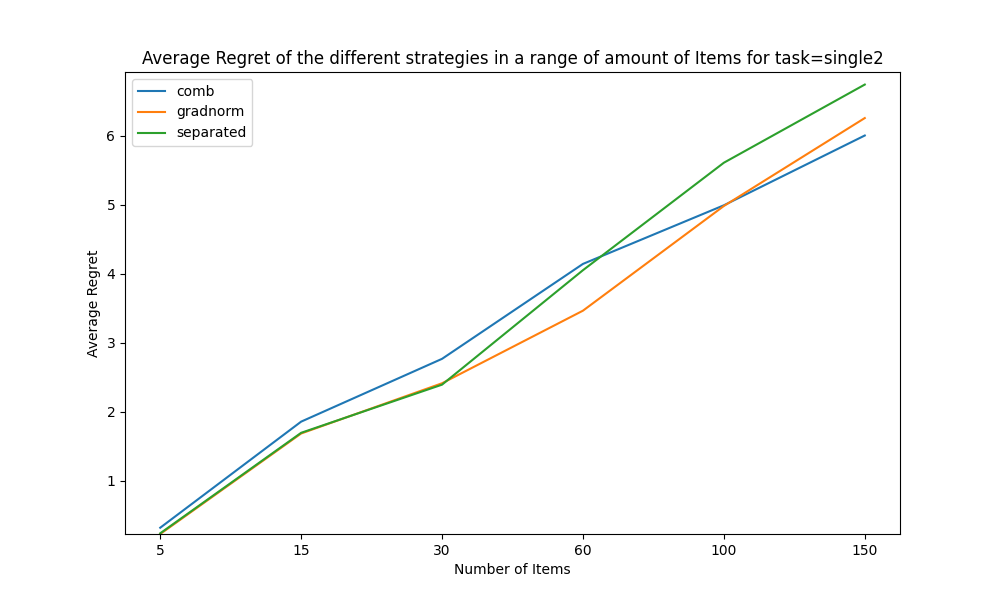 Average Regret of the different strategies in a range of amount of Items for task=single2
comb
gradnorm
separated
6
5
4
3
2
1
Average Regret
5 15 30 60 100 150
Number of Items